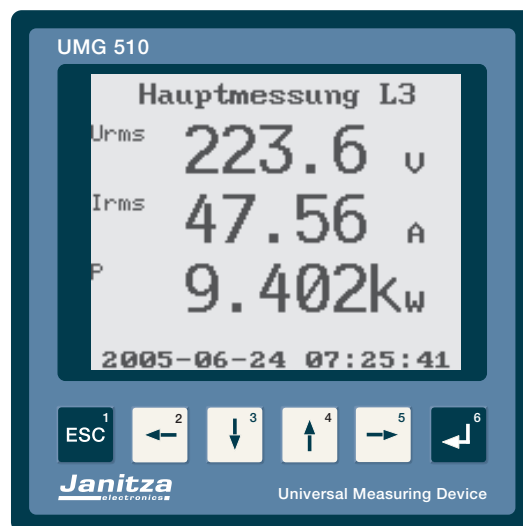 UMG 510
Hauptmessung L3
Urms 223.6 V
Irms 47.56 A
P 9.402kW
2005-06-24 07:25:41
ESC 1 2 3 4 5 6
Janitza
electronics
Universal Measuring Device